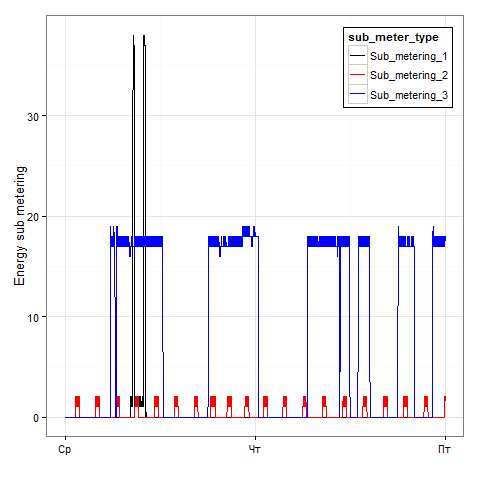 sub_meter_type
Sub_metering_1
Sub_metering_2
Sub_metering_3
Energy sub metering
30
20
10
0
Ср
Чт
Пт